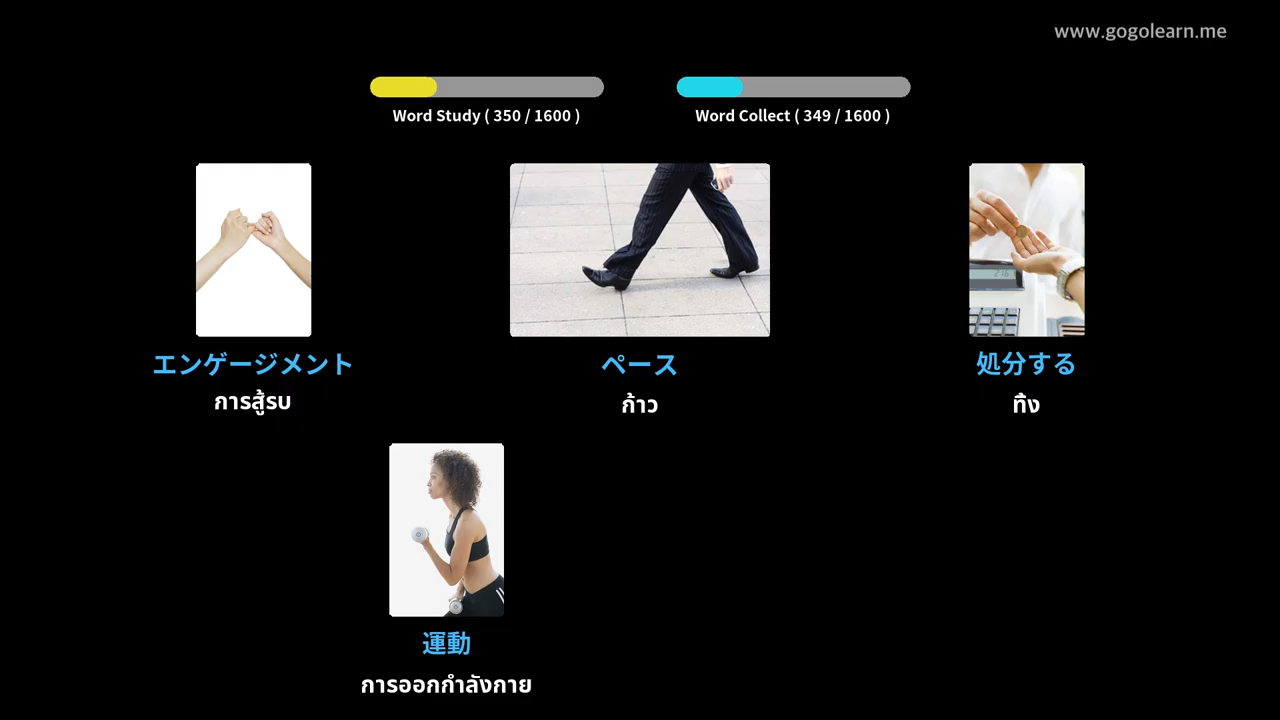 www.gogolearn.me
Word Study ( 350 / 1600 )
Word Collect ( 349 / 1600 )
エンゲージメント
ペース
処分する
การสู้รบ
ก้าว
ทิ้ง
運動
การออกกำลังกาย